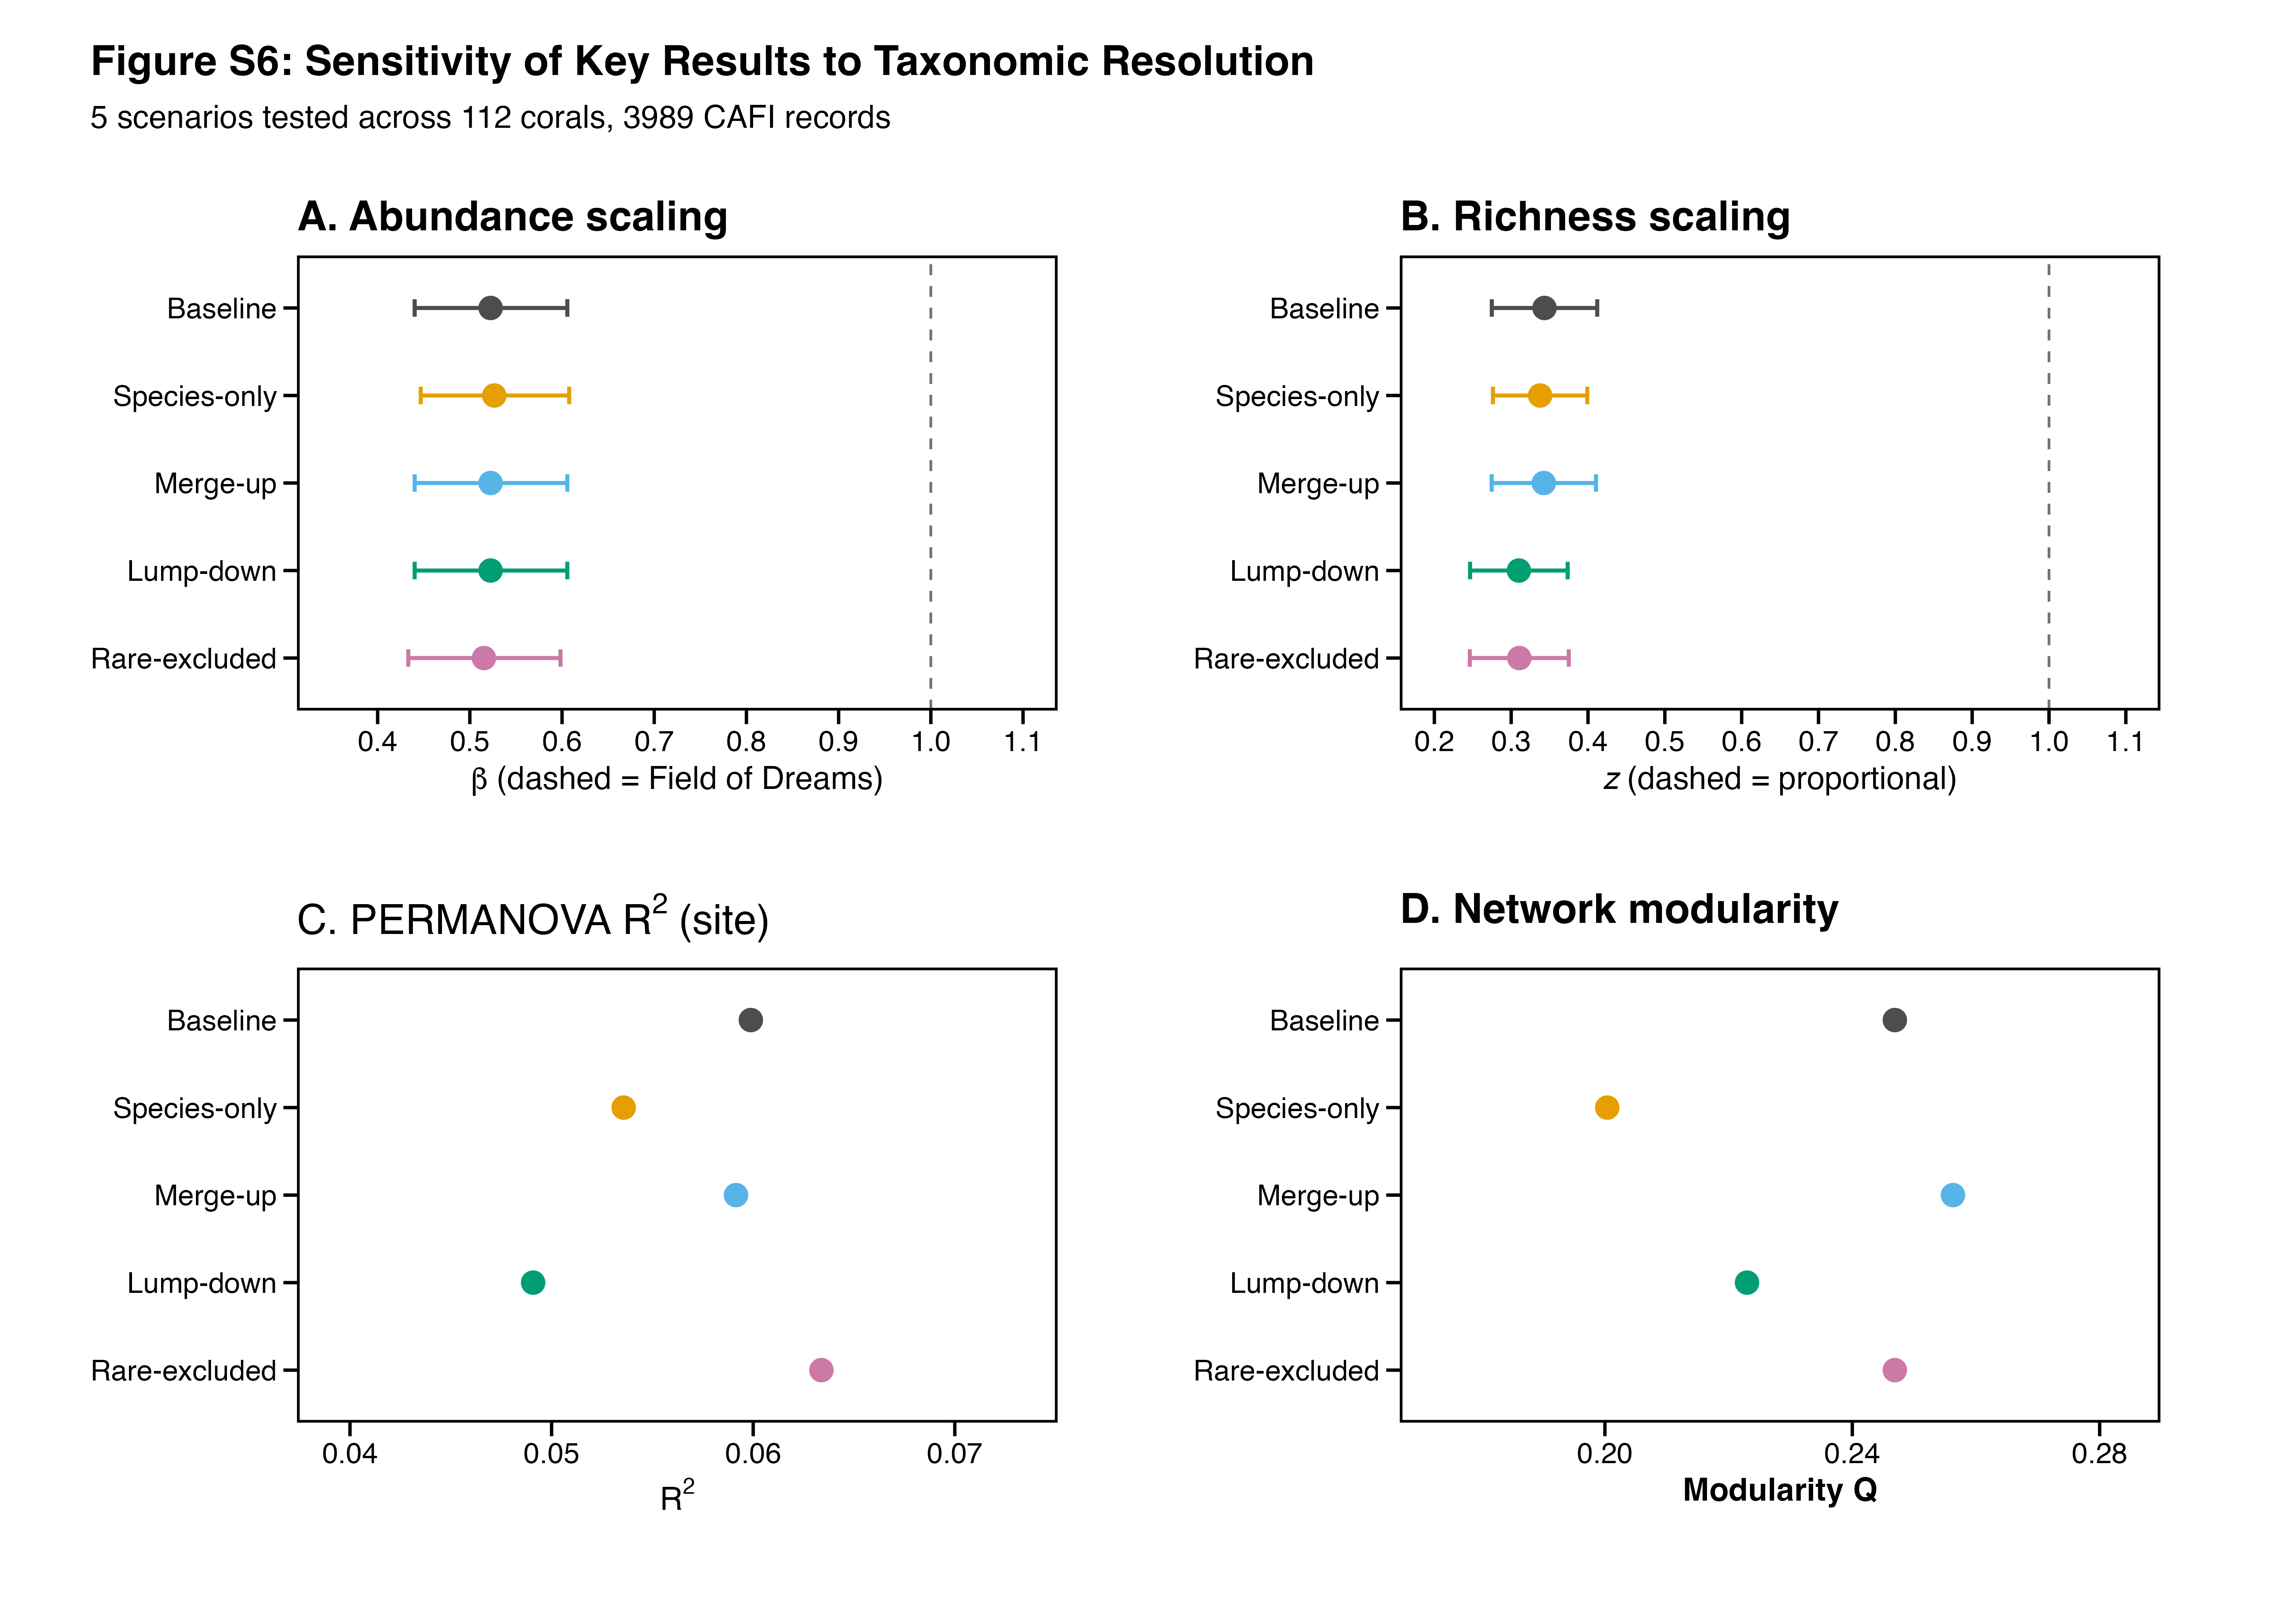 Figure S6: Sensitivity of Key Results to Taxonomic Resolution
5 scenarios tested across 112 corals, 3989 CAFI records
A. Abundance scaling
Baseline
Species-only
Merge-up
Lump-down
Rare-excluded
0.4 0.5 0.6 0.7 0.8 0.9 1.0 1.1
β (dashed = Field of Dreams)
B. Richness scaling
Baseline
Species-only
Merge-up
Lump-down
Rare-excluded
0.2 0.3 0.4 0.5 0.6 0.7 0.8 0.9 1.0 1.1
z (dashed = proportional)
C. PERMANOVA R² (site)
Baseline
Species-only
Merge-up
Lump-down
Rare-excluded
0.04 0.05 0.06 0.07
R²
D. Network modularity
Baseline
Species-only
Merge-up
Lump-down
Rare-excluded
0.20 0.24 0.28
Modularity Q